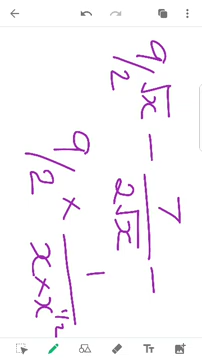 9/2 √x − 7/(2√x) −
9/2 × 1/(x × x^(1/2))